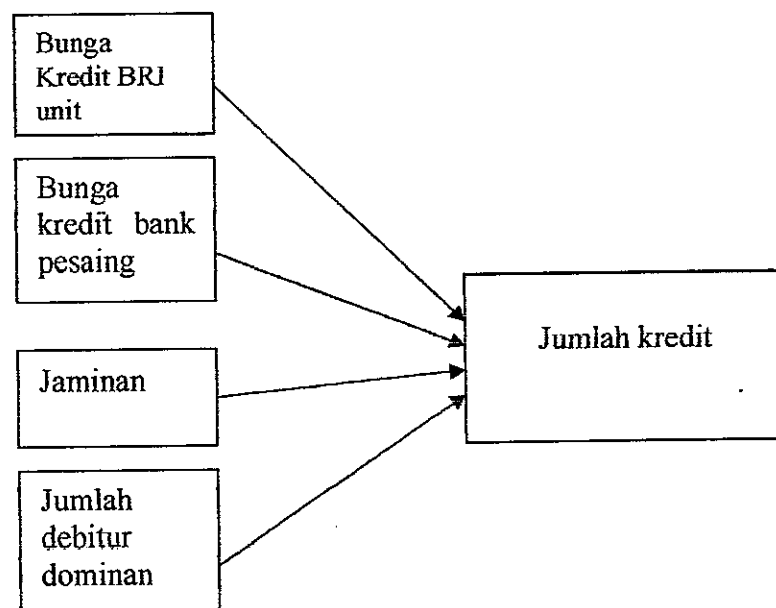 Bunga
Kredit BRI
unit
Bunga
kredit bank
pesaing
Jaminan
Jumlah
debitur
dominan
Jumlah kredit